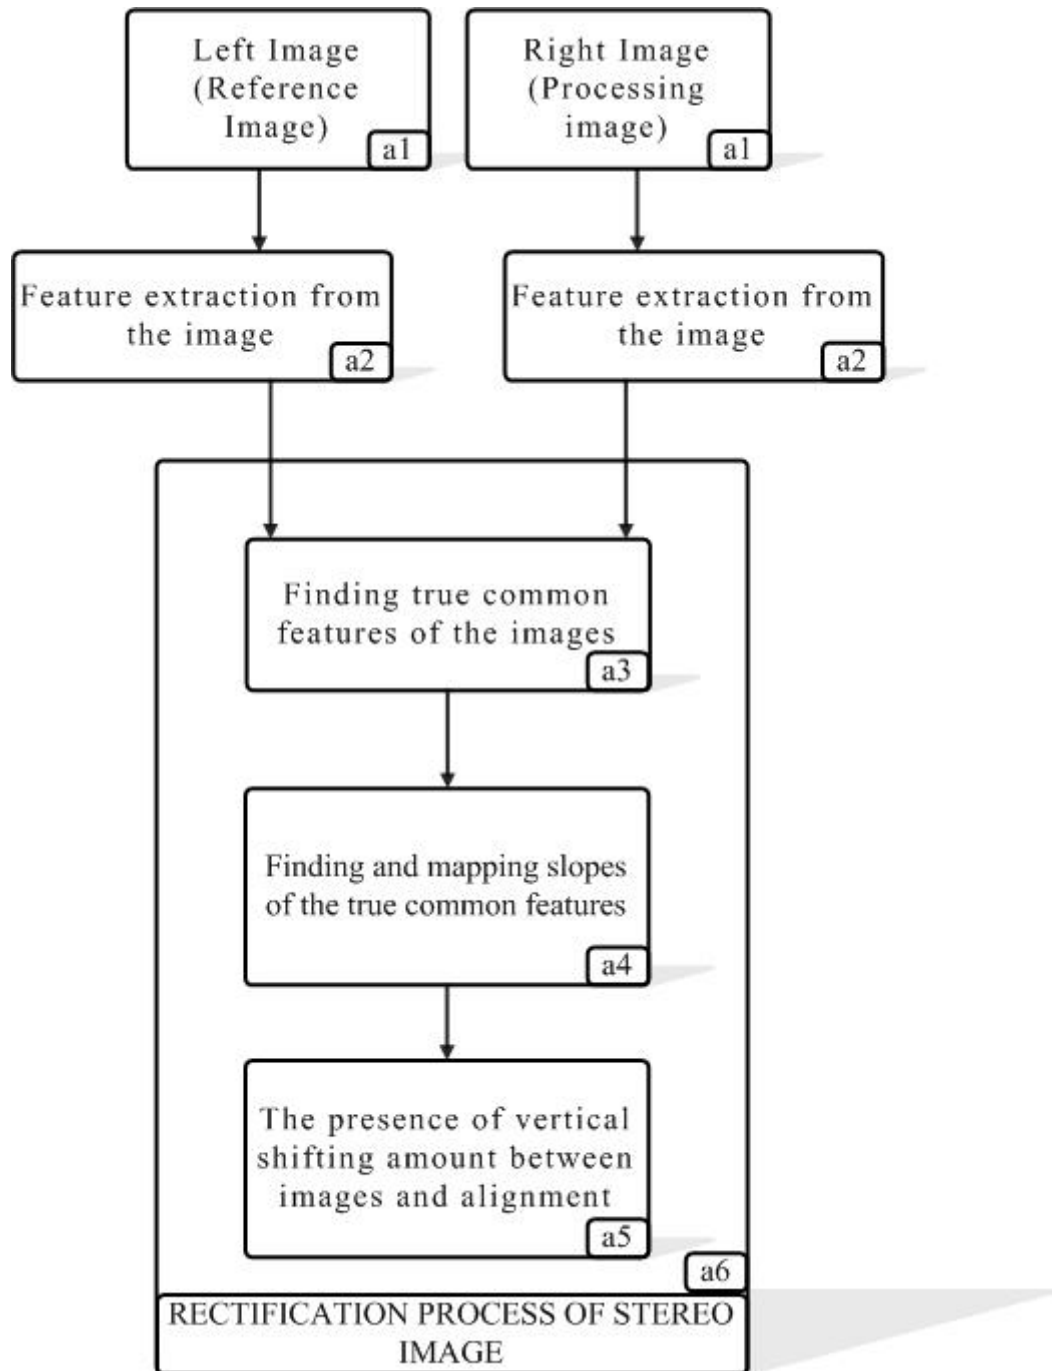 Left Image
(Reference
Image)
a1
Right Image
(Processing
image)
a1
Feature extraction from
the image
a2
Feature extraction from
the image
a2
Finding true common
features of the images
a3
Finding and mapping slopes
of the true common features
a4
The presence of vertical
shifting amount between
images and alignment
a5
a6
RECTIFICATION PROCESS OF STEREO
IMAGE